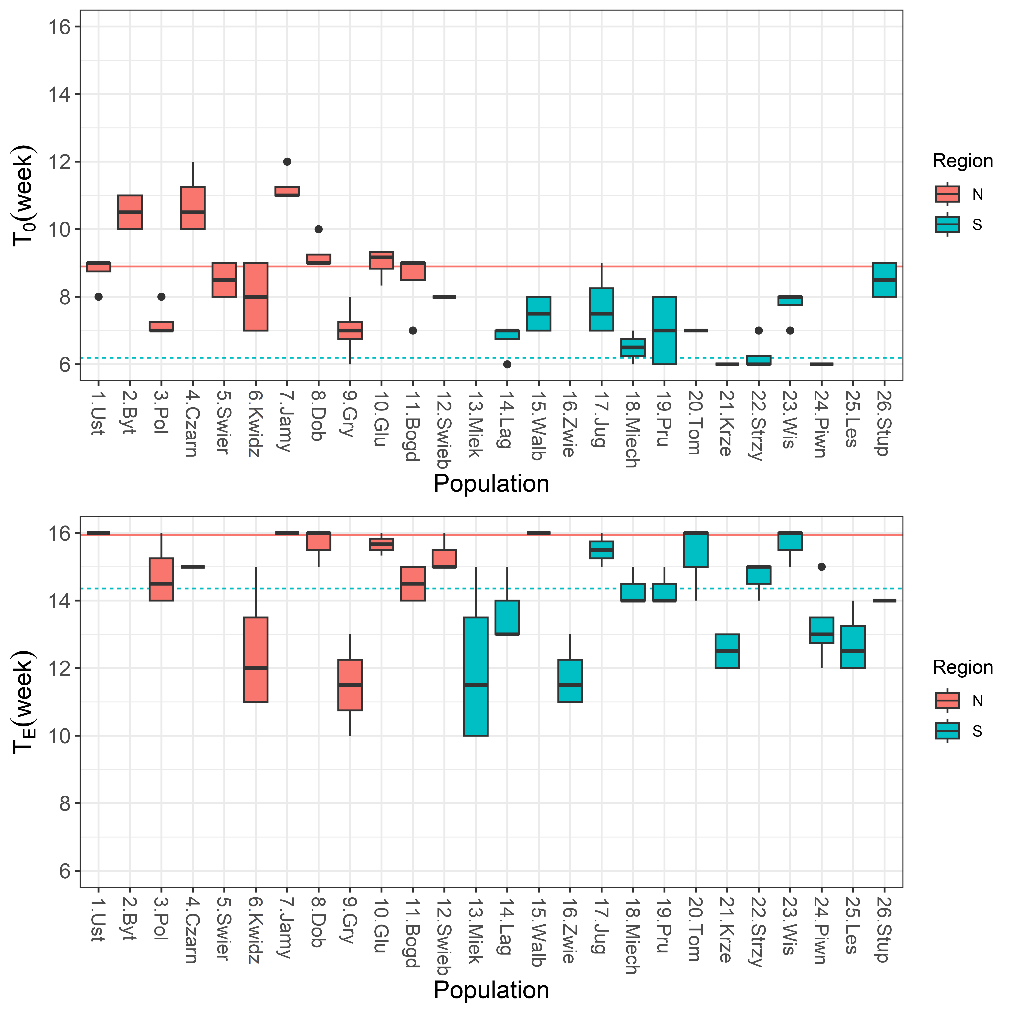 16
14
12
10
8
6
T0(week)
1.Ust
2.Byt
3.Pol
4.Czarn
5.Swier
6.Kwidz
7.Jamy
8.Dob
9.Gry
10.Glu
11.Bogd
12.Swieb
13.Miek
14.Lag
15.Walb
16.Zwie
17.Jug
18.Miech
19.Pru
20.Tom
21.Krze
22.Strzy
23.Wis
24.Piwn
25.Les
26.Stup
Population
Region
N
S
16
14
12
10
8
6
TE(week)
1.Ust
2.Byt
3.Pol
4.Czarn
5.Swier
6.Kwidz
7.Jamy
8.Dob
9.Gry
10.Glu
11.Bogd
12.Swieb
13.Miek
14.Lag
15.Walb
16.Zwie
17.Jug
18.Miech
19.Pru
20.Tom
21.Krze
22.Strzy
23.Wis
24.Piwn
25.Les
26.Stup
Population
Region
N
S